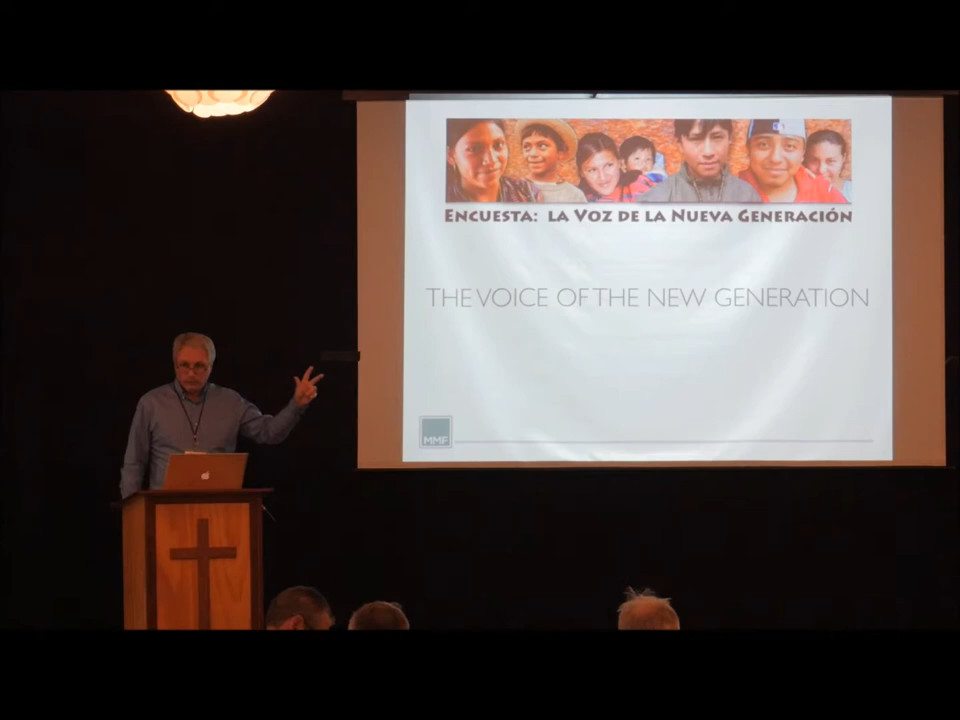 ENCUESTA: LA VOZ DE LA NUEVA GENERACIÓN
THE VOICE OF THE NEW GENERATION
MMF